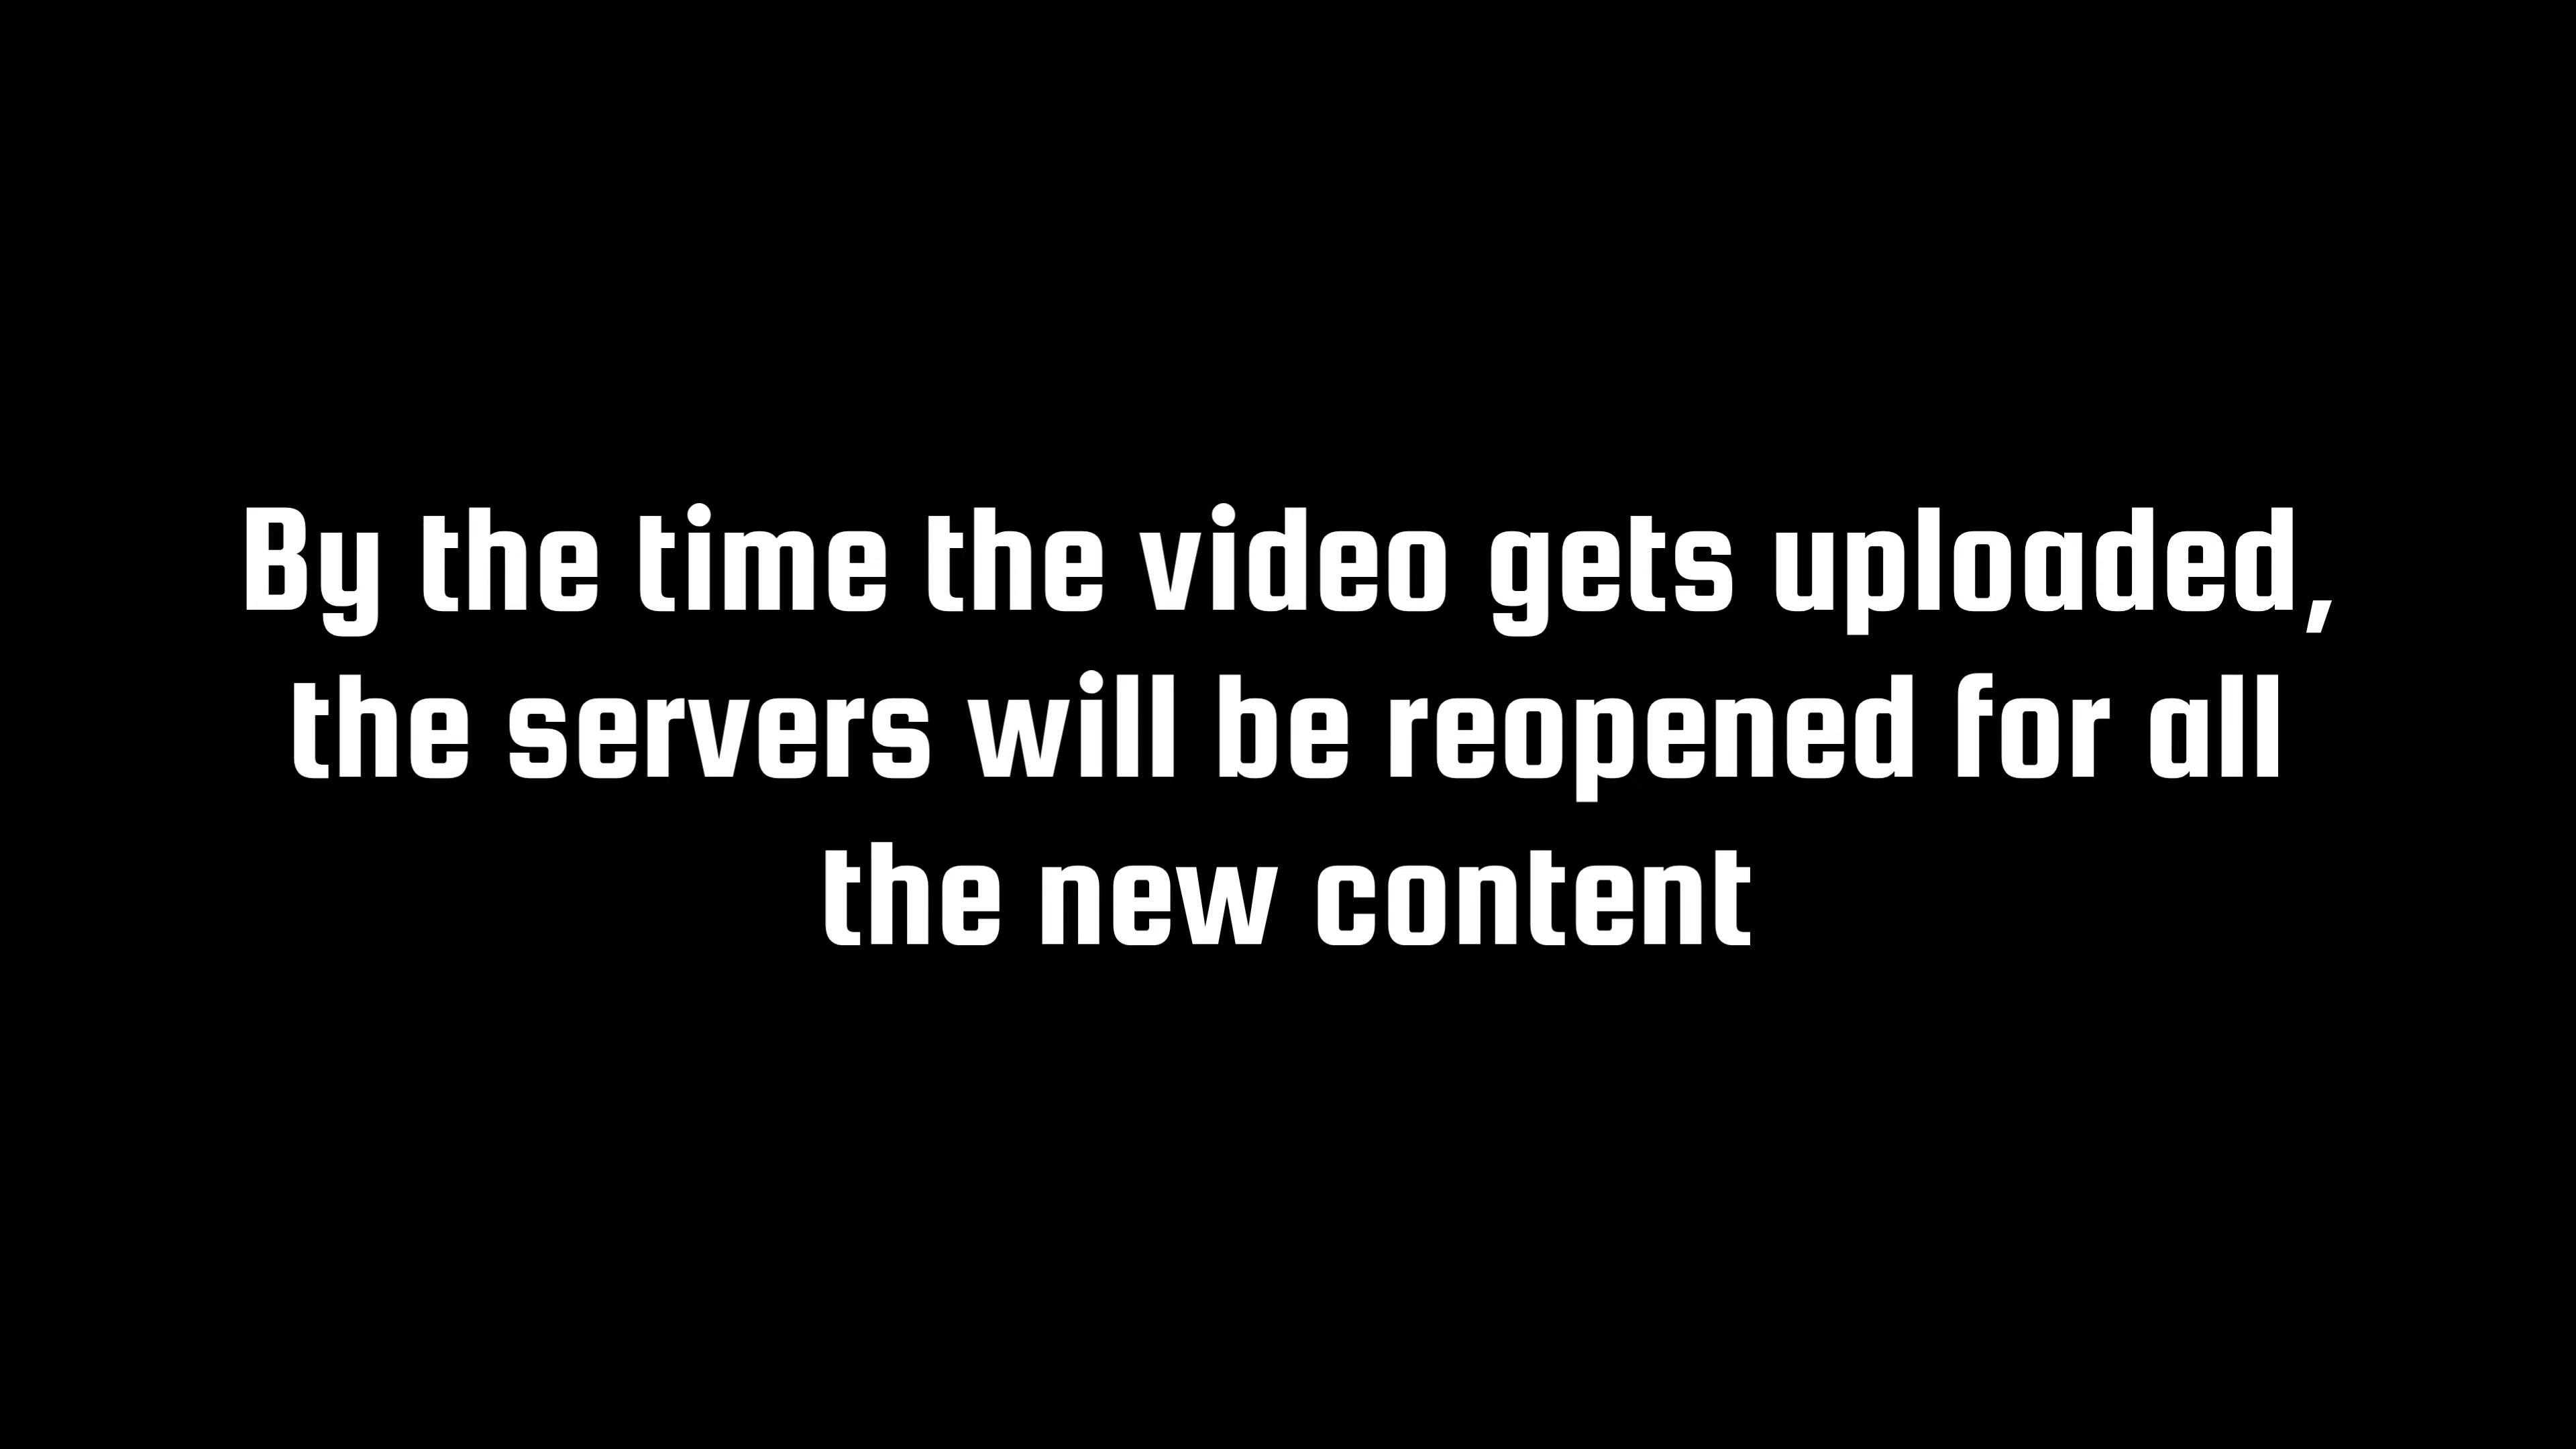 By the time the video gets uploaded,
the servers will be reopened for all
the new content